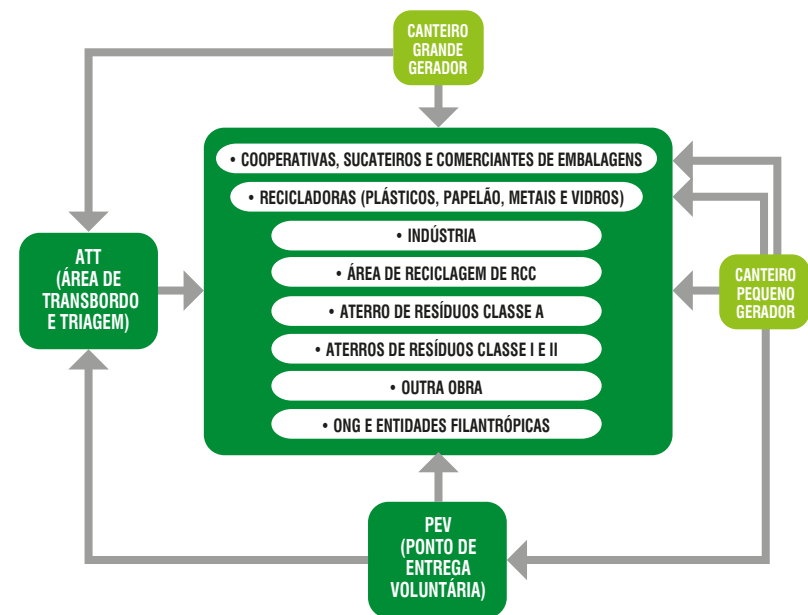 CANTEIRO
GRANDE
GERADOR
• COOPERATIVAS, SUCATEIROS E COMERCIANTES DE EMBALAGENS
• RECICLADORAS (PLÁSTICOS, PAPELÃO, METAIS E VIDROS)
• INDÚSTRIA
• ÁREA DE RECICLAGEM DE RCC
• ATERRO DE RESÍDUOS CLASSE A
• ATERROS DE RESÍDUOS CLASSE I E II
• OUTRA OBRA
• ONG E ENTIDADES FILANTRÓPICAS
ATT
(ÁREA DE
TRANSBORDO
E TRIAGEM)
CANTEIRO
PEQUENO
GERADOR
PEV
(PONTO DE
ENTREGA
VOLUNTÁRIA)